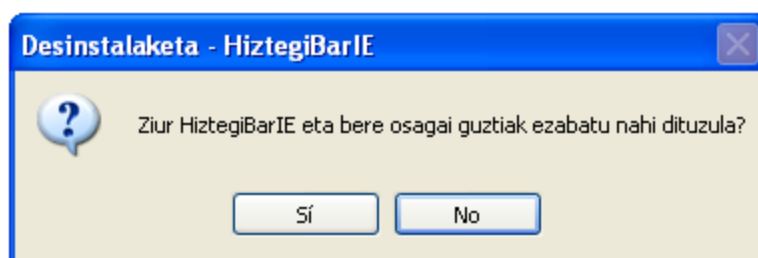 Desinstalaketa - HiztegiBarIE
Ziur HiztegiBarIE eta bere osagai guztiak ezabatu nahi dituzula?
Sí
No